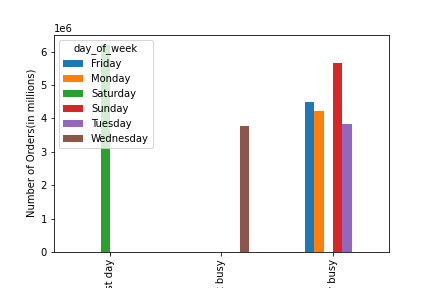 1e6
6
5
4
3
2
1
0
Number of Orders(in millions)
day_of_week
Friday
Monday
Saturday
Sunday
Tuesday
Wednesday
day
busy
busy